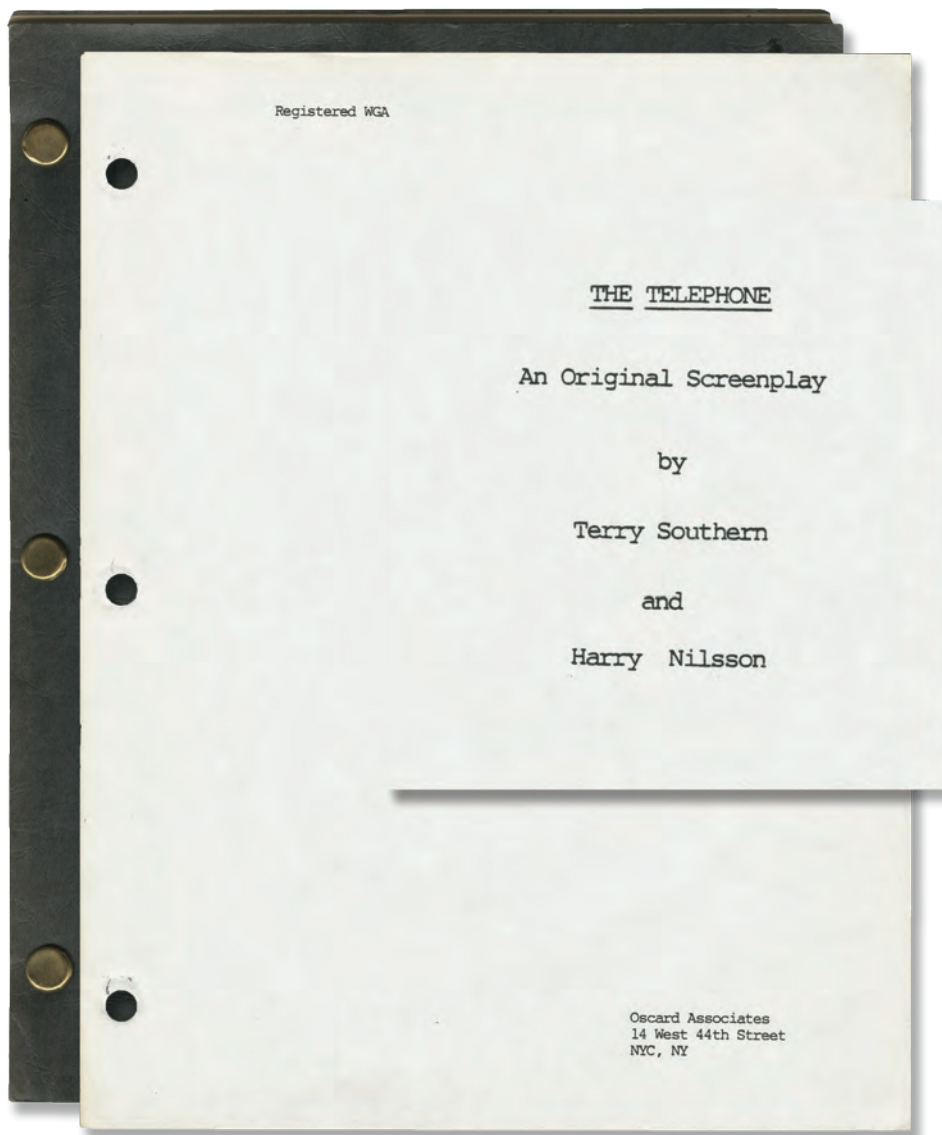 Registered WGA
THE TELEPHONE
An Original Screenplay
by
Terry Southern
and
Harry Nilsson
Oscard Associates
14 West 44th Street
NYC, NY